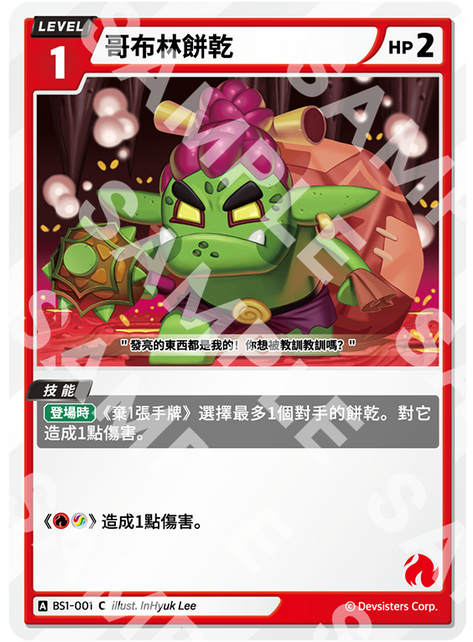 LEVEL
1
哥布林餅乾
HP 2
"發亮的東西都是我的！你想被教訓教訓嗎？"
技能
登場時《棄1張手牌》選擇最多1個對手的餅乾。對它
造成1點傷害。
《》造成1點傷害。
A BS1-001 C illust. InHyuk Lee
© Devsisters Corp.
SAMPLE